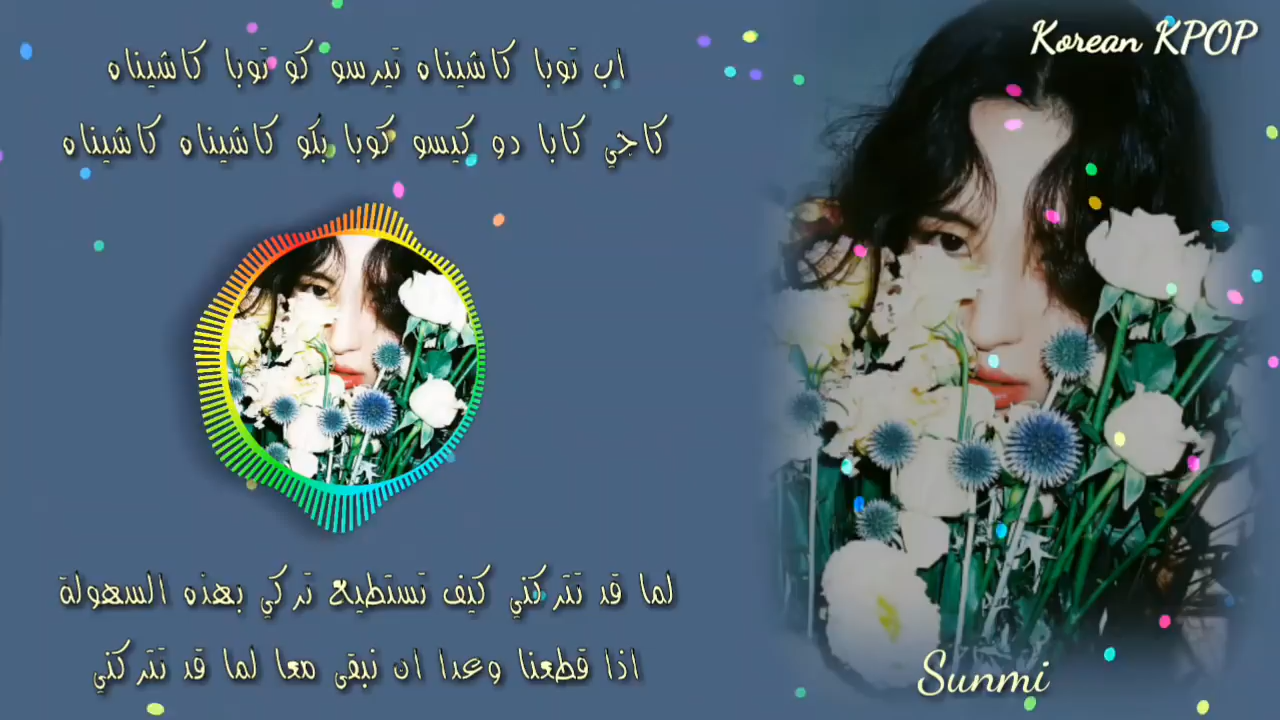 Korean KPOP
اب توبا كاشيناه تيرسو كو توبا كاشيناه
كاجي كابا دو كيسو كوبا بكو كاشيناه كاشيناه
لما قد تتركني كيف تستطيع تركي بهذه السهولة
اذا قطعنا وعدا ان نبقى معا لما قد تتركني
Sunmi